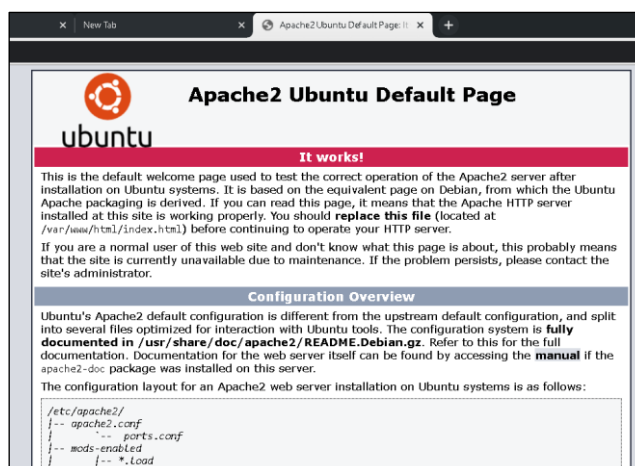 New Tab
Apache2 Ubuntu Default Page: It
Apache2 Ubuntu Default Page
ubuntu
It works!
This is the default welcome page used to test the correct operation of the Apache2 server after
installation on Ubuntu systems. It is based on the equivalent page on Debian, from which the Ubuntu
Apache packaging is derived. If you can read this page, it means that the Apache HTTP server
installed at this site is working properly. You should replace this file (located at
/var/www/html/index.html) before continuing to operate your HTTP server.
If you are a normal user of this web site and don't know what this page is about, this probably means
that the site is currently unavailable due to maintenance. If the problem persists, please contact the
site's administrator.
Configuration Overview
Ubuntu's Apache2 default configuration is different from the upstream default configuration, and split
into several files optimized for interaction with Ubuntu tools. The configuration system is fully
documented in /usr/share/doc/apache2/README.Debian.gz. Refer to this for the full
documentation. Documentation for the web server itself can be found by accessing the manual if the
apache2-doc package was installed on this server.
The configuration layout for an Apache2 web server installation on Ubuntu systems is as follows:
/etc/apache2/
|-- apache2.conf
|       `-- ports.conf
|-- mods-enabled
|       |-- *.load